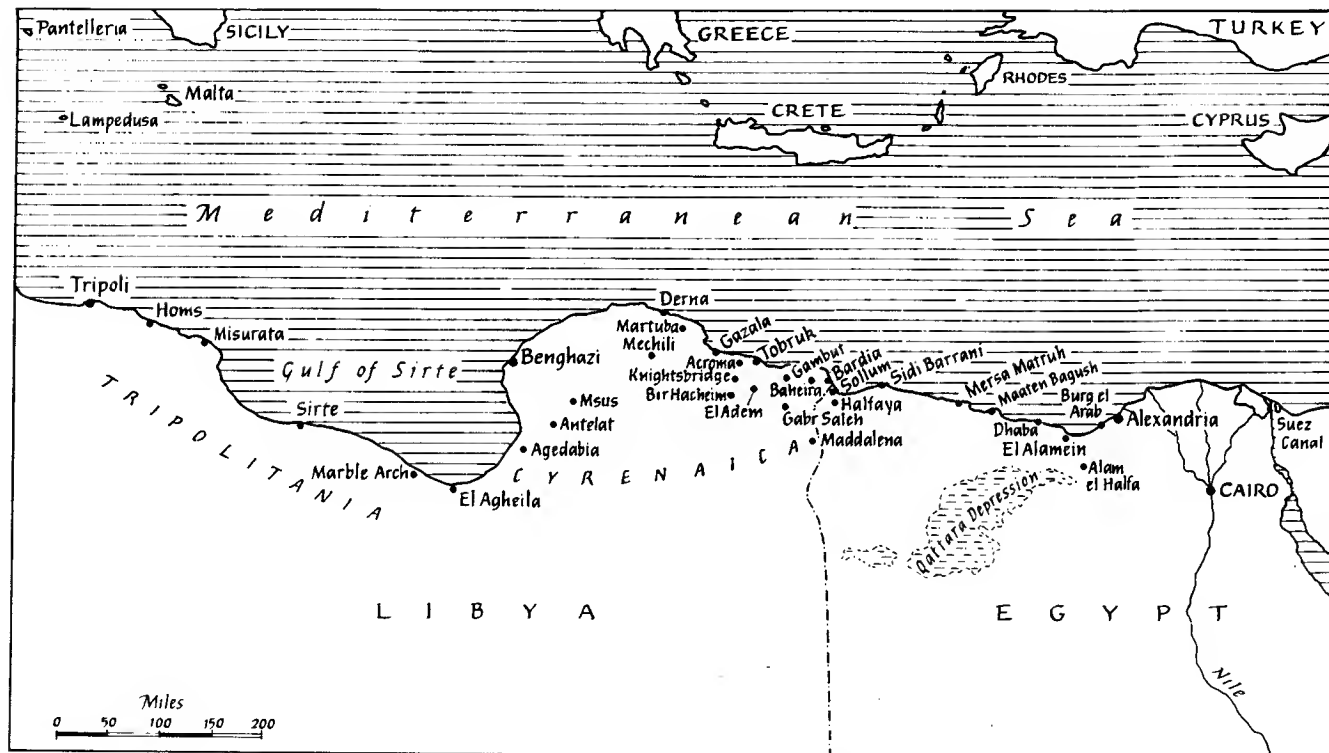 Pantelleria
SICILY
GREECE
TURKEY
Malta
Lampedusa
RHODES
CRETE
CYPRUS
Mediterranean Sea
Tripoli
Homs
Misurata
Gulf of Sirte
Sirte
TRIPOLITANIA
Marble Arch
El Agheila
Benghazi
Msus
Antelat
Agedabia
CYRENAICA
Derna
Martuba
Mechili
Gazala
Tobruk
Acroma
Knightsbridge
Bir Hacheim
El Adem
Gambut
Bardia
Baheira
Sollum
Halfaya
Gabr Saleh
Maddalena
Sidi Barrani
Mersa Matruh
Maaten Bagush
Burg el
Arab
Dhaba
El Alamein
Alexandria
Suez
Canal
Alam
el Halfa
CAIRO
Qattara Depression
LIBYA
EGYPT
Nile
Miles
0 50 100 150 200